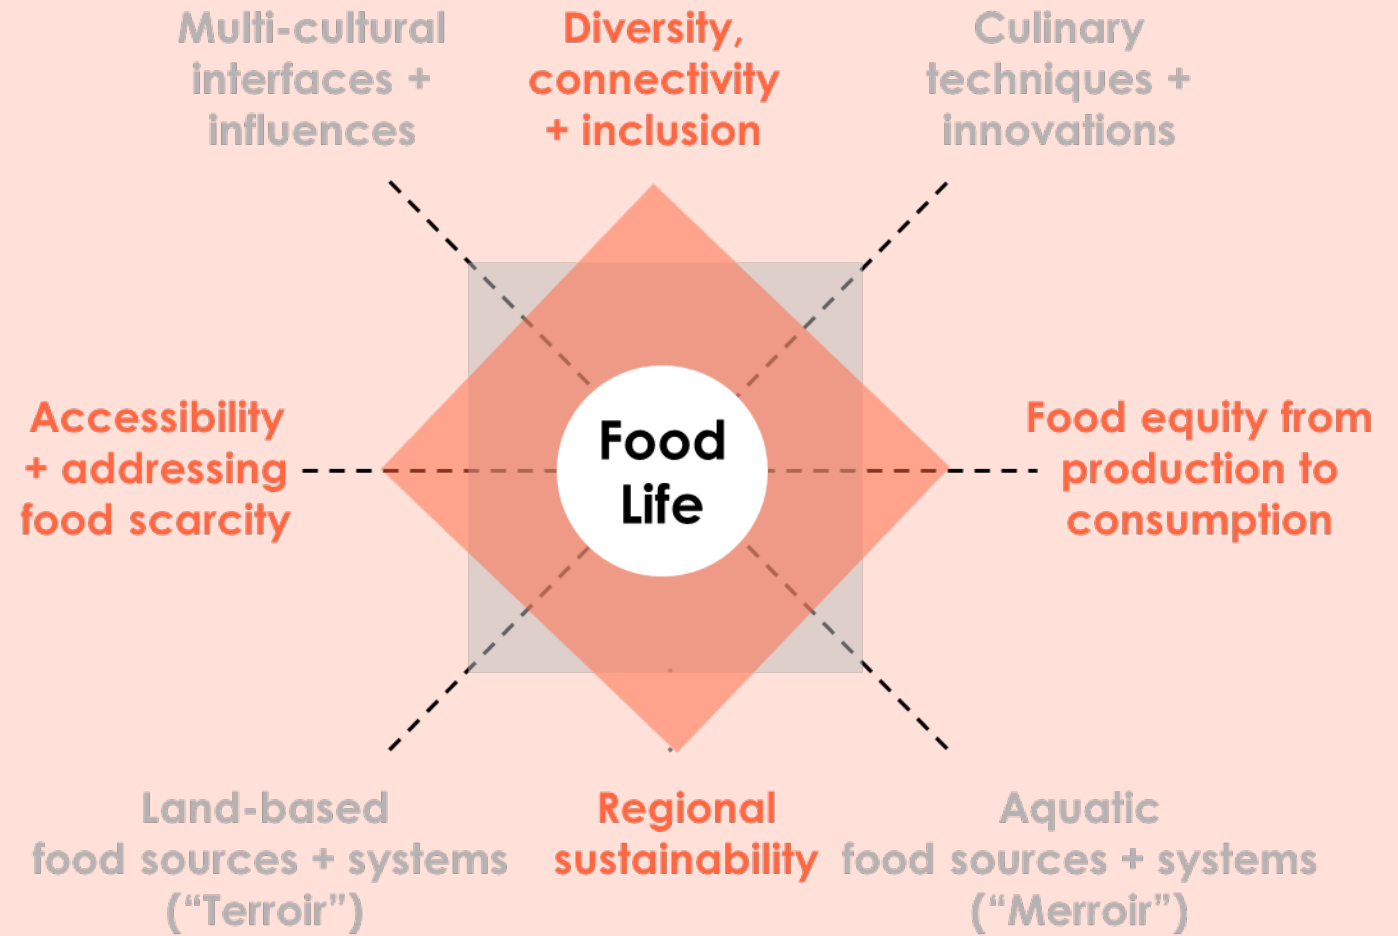 Multi-cultural
interfaces +
influences
Diversity,
connectivity
+ inclusion
Culinary
techniques +
innovations
Accessibility
+ addressing
food scarcity
Food
Life
Food equity from
production to
consumption
Land-based
food sources + systems
(“Terroir”)
Regional
sustainability
Aquatic
food sources + systems
(“Merroir”)